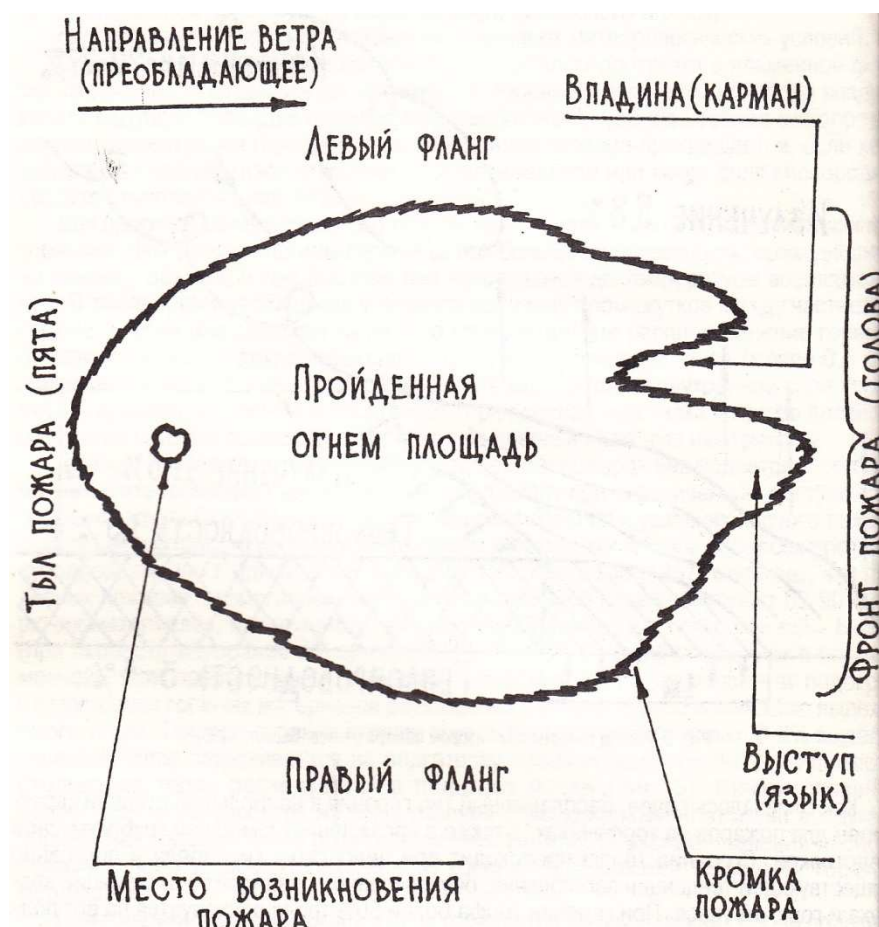 Направление ветра
(преобладающее)
Впадина (карман)
Левый фланг
Тыл пожара (пята)
Пройденная
огнем площадь
Фронт пожара (голова)
Правый фланг
Выступ
(язык)
Место возникновения
пожара
Кромка
пожара